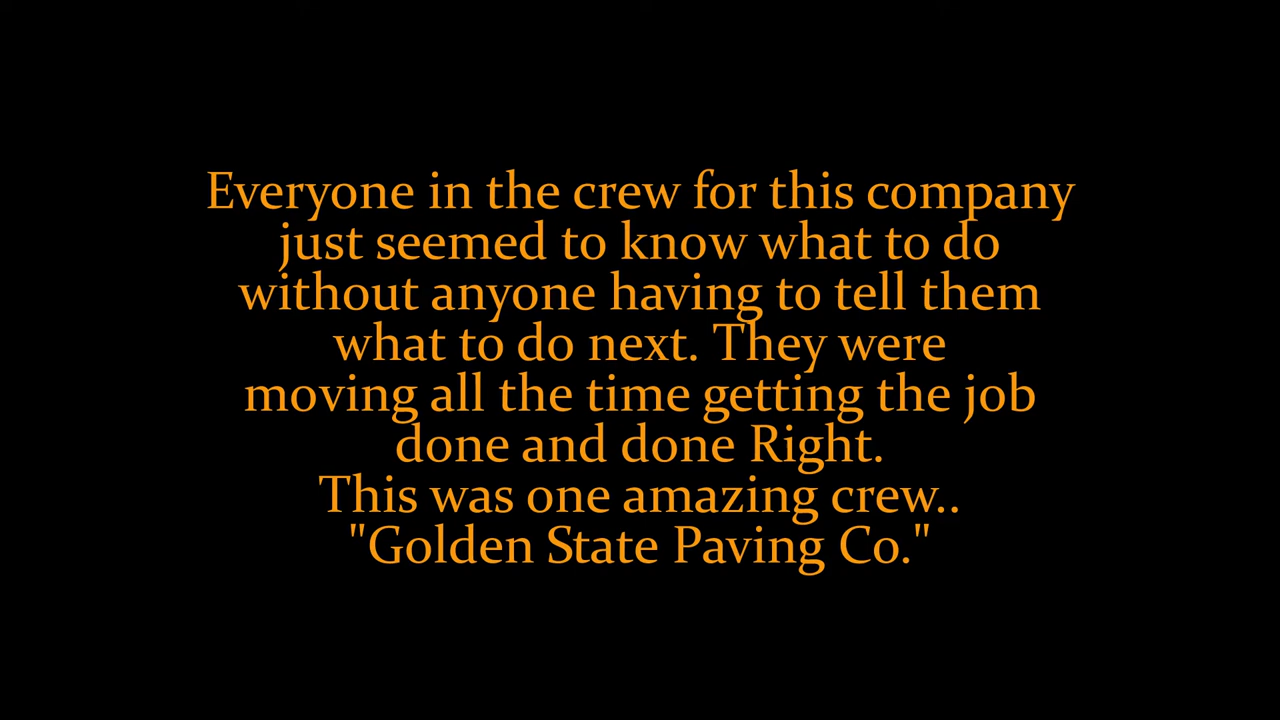 Everyone in the crew for this company
just seemed to know what to do
without anyone having to tell them
what to do next. They were
moving all the time getting the job
done and done Right.
This was one amazing crew..
"Golden State Paving Co."